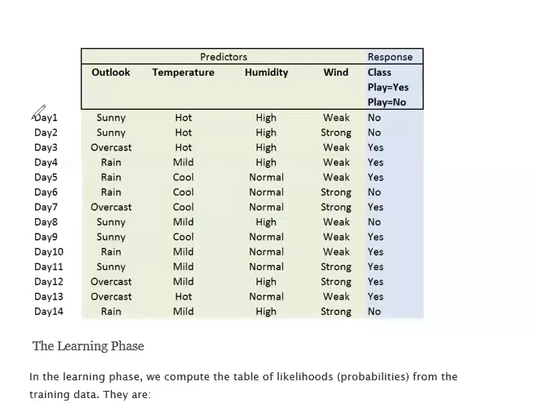 Predictors Response
Outlook Temperature Humidity Wind Class
Play=Yes
Play=No
Day1 Sunny Hot High Weak No
Day2 Sunny Hot High Strong No
Day3 Overcast Hot High Weak Yes
Day4 Rain Mild High Weak Yes
Day5 Rain Cool Normal Weak Yes
Day6 Rain Cool Normal Strong No
Day7 Overcast Cool Normal Strong Yes
Day8 Sunny Mild High Weak No
Day9 Sunny Cool Normal Weak Yes
Day10 Rain Mild Normal Weak Yes
Day11 Sunny Mild Normal Strong Yes
Day12 Overcast Mild High Strong Yes
Day13 Overcast Hot Normal Weak Yes
Day14 Rain Mild High Strong No
The Learning Phase
In the learning phase, we compute the table of likelihoods (probabilities) from the
training data. They are: